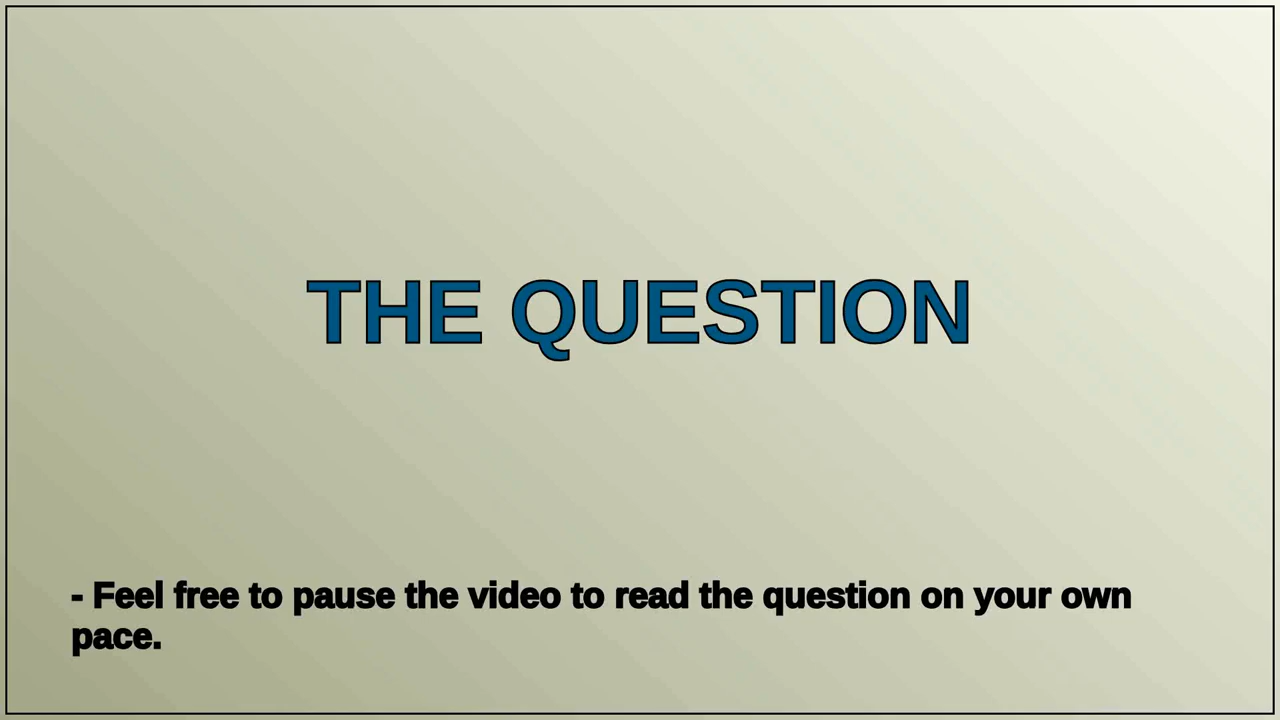 THE QUESTION
- Feel free to pause the video to read the question on your own
pace.